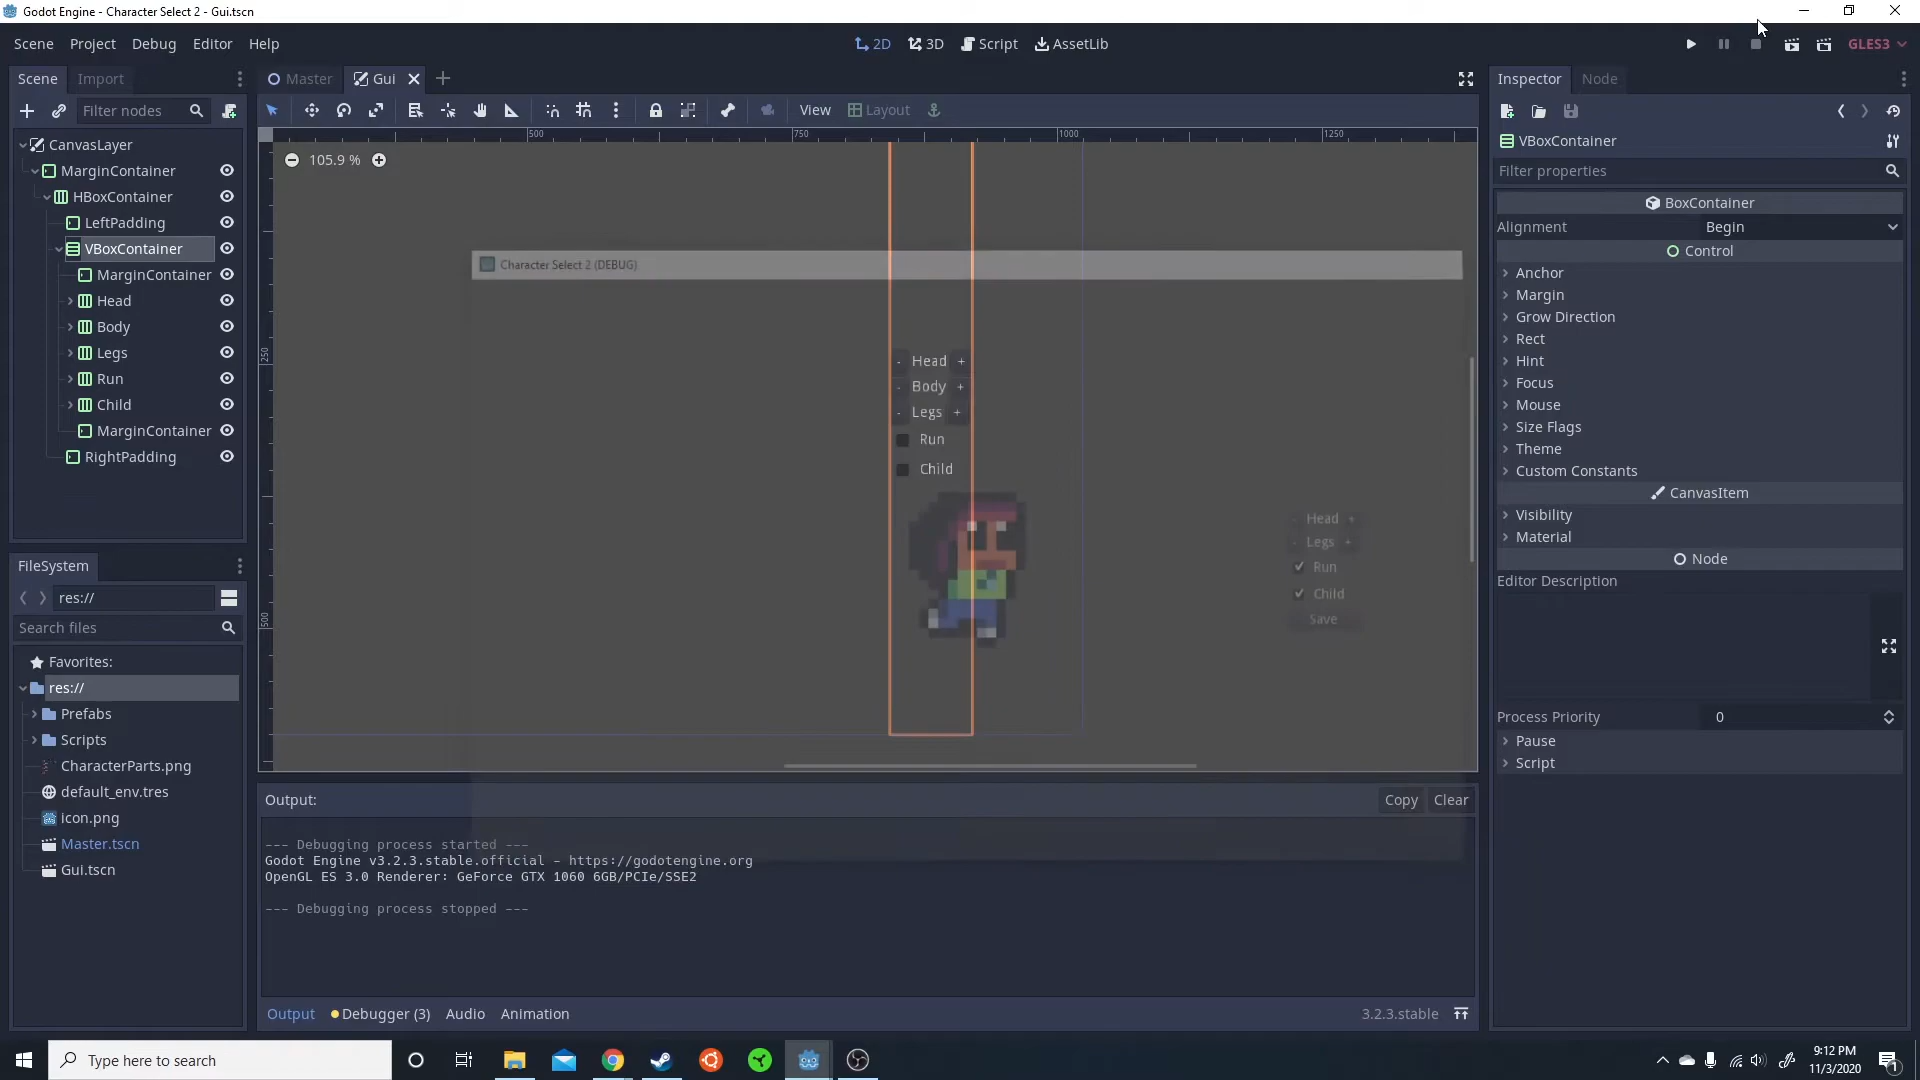 Godot Engine - Character Select 2 - Gui.tscn
Scene Project Debug Editor Help
2D 3D Script AssetLib
GLES3
Scene Import
Filter nodes
CanvasLayer
MarginContainer
HBoxContainer
LeftPadding
VBoxContainer
MarginContainer
Head
Body
Legs
Run
Child
MarginContainer
RightPadding
FileSystem
res://
Search files
Favorites:
res://
Prefabs
Scripts
CharacterParts.png
default_env.tres
icon.png
Master.tscn
Gui.tscn
Master Gui
View Layout
500 750 1000 1250
250
500
105.9 %
Character Select 2 (DEBUG)
- Head +
- Body +
- Legs +
Run
Child
- Head +
- Legs +
Run
Child
Save
Output:
Copy Clear
--- Debugging process started ---
Godot Engine v3.2.3.stable.official - https://godotengine.org
OpenGL ES 3.0 Renderer: GeForce GTX 1060 6GB/PCIe/SSE2
--- Debugging process stopped ---
Output Debugger (3) Audio Animation
3.2.3.stable
Inspector Node
VBoxContainer
Filter properties
BoxContainer
Alignment Begin
Control
Anchor
Margin
Grow Direction
Rect
Hint
Focus
Mouse
Size Flags
Theme
Custom Constants
CanvasItem
Visibility
Material
Node
Editor Description
Process Priority 0
Pause
Script
Type here to search
9:12 PM
11/3/2020
1